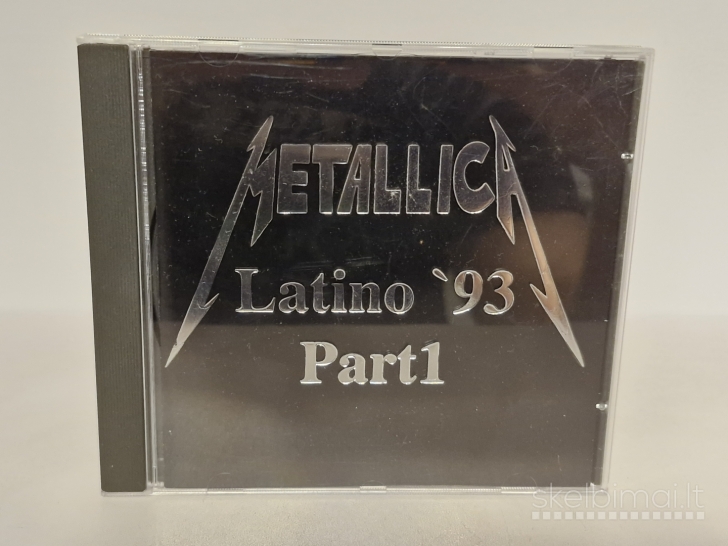 METALLICA
Latino `93
Part1
skelbimai.lt